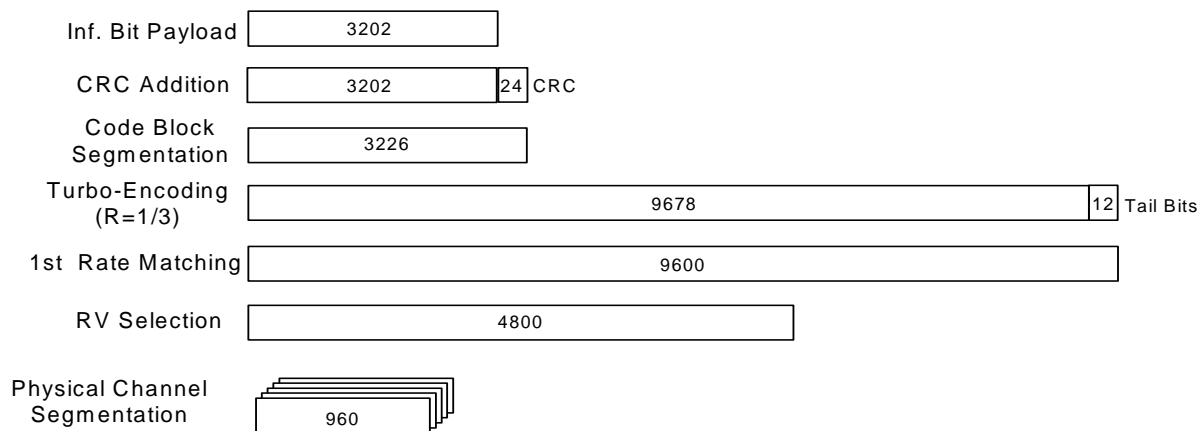 Inf. Bit Payload
3202
CRC Addition
3202
24
CRC
Code Block
Segmentation
3226
Turbo-Encoding
(R=1/3)
9678
12
Tail Bits
1st Rate Matching
9600
RV Selection
4800
Physical Channel
Segmentation
960